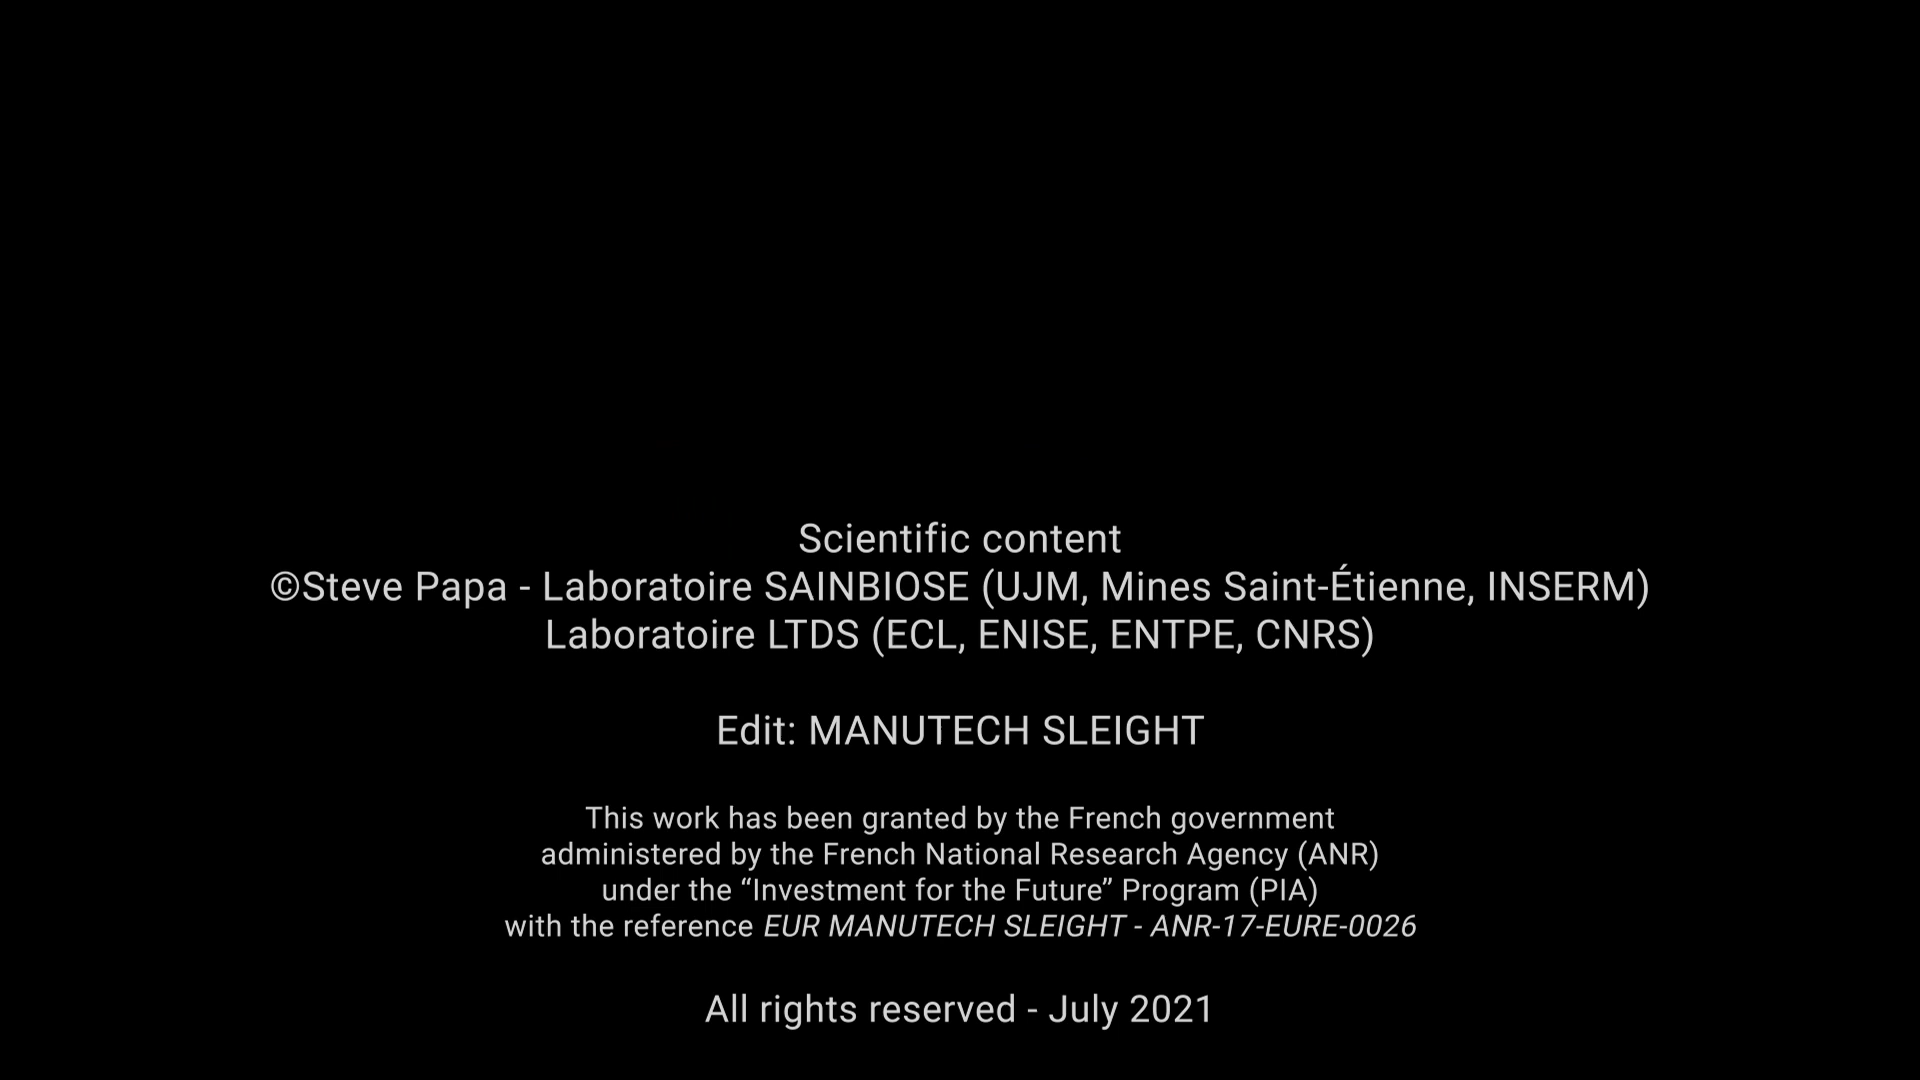 Scientific content
©Steve Papa - Laboratoire SAINBIOSE (UJM, Mines Saint-Étienne, INSERM)
Laboratoire LTDS (ECL, ENISE, ENTPE, CNRS)
Edit: MANUTECH SLEIGHT
This work has been granted by the French government
administered by the French National Research Agency (ANR)
under the “Investment for the Future” Program (PIA)
with the reference EUR MANUTECH SLEIGHT - ANR-17-EURE-0026
All rights reserved - July 2021